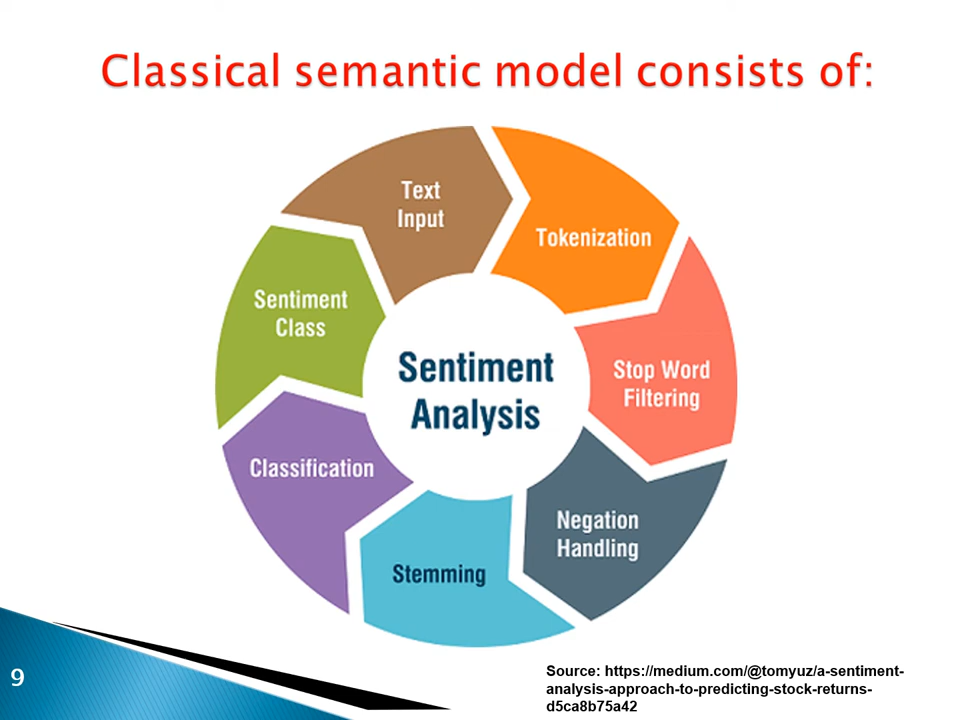 Classical semantic model consists of:
Text
Input
Tokenization
Stop Word
Filtering
Negation
Handling
Stemming
Classification
Sentiment
Class
Sentiment
Analysis
9
Source: https://medium.com/@tomyuz/a-sentiment-
analysis-approach-to-predicting-stock-returns-
d5ca8b75a42